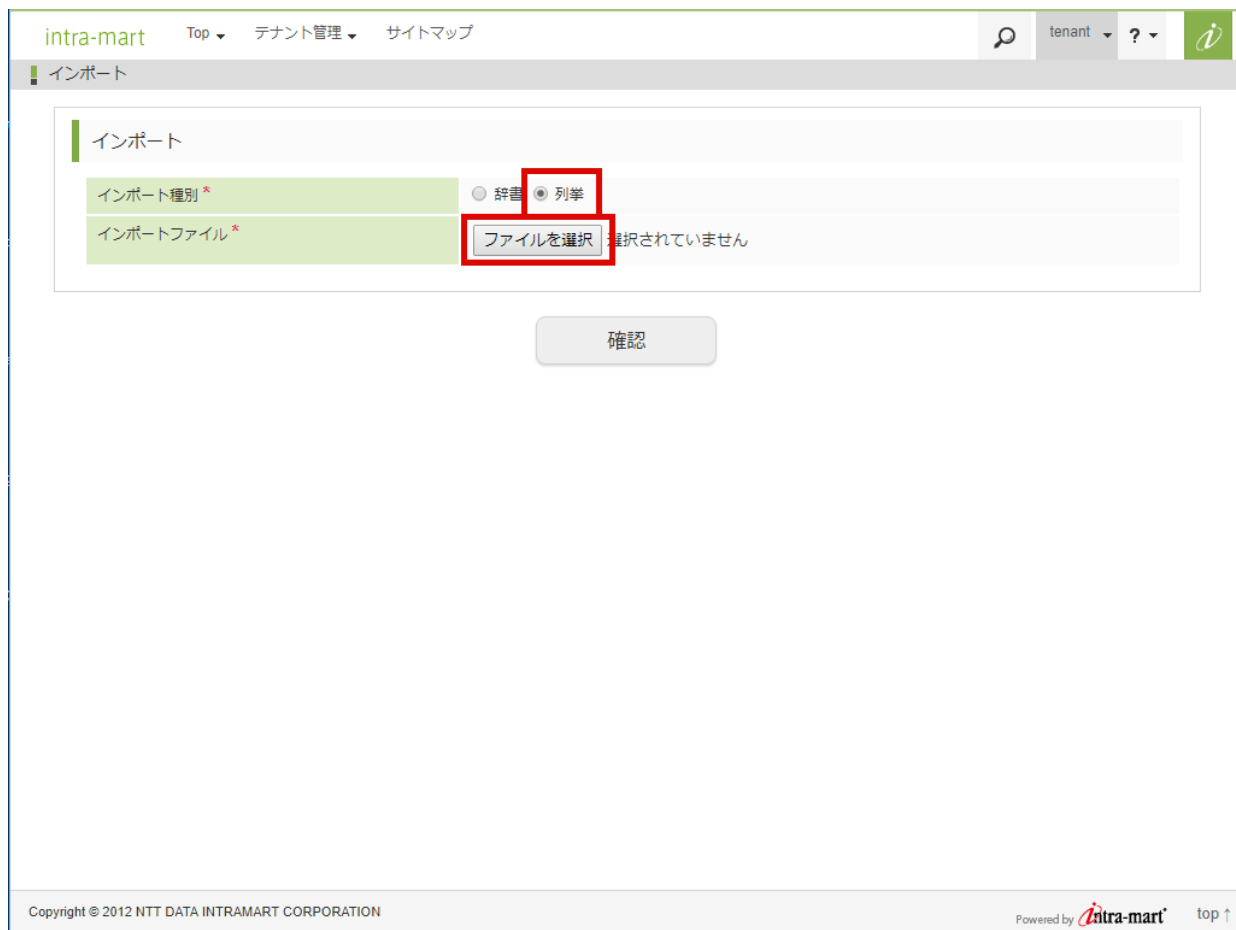 intra-mart Top テナント管理 サイトマップ tenant ?
インポート
インポート
インポート種別 * 辞書 列挙
インポートファイル * ファイルを選択 選択されていません
確認
Copyright © 2012 NTT DATA INTRAMART CORPORATION Powered by intra-mart top ↑